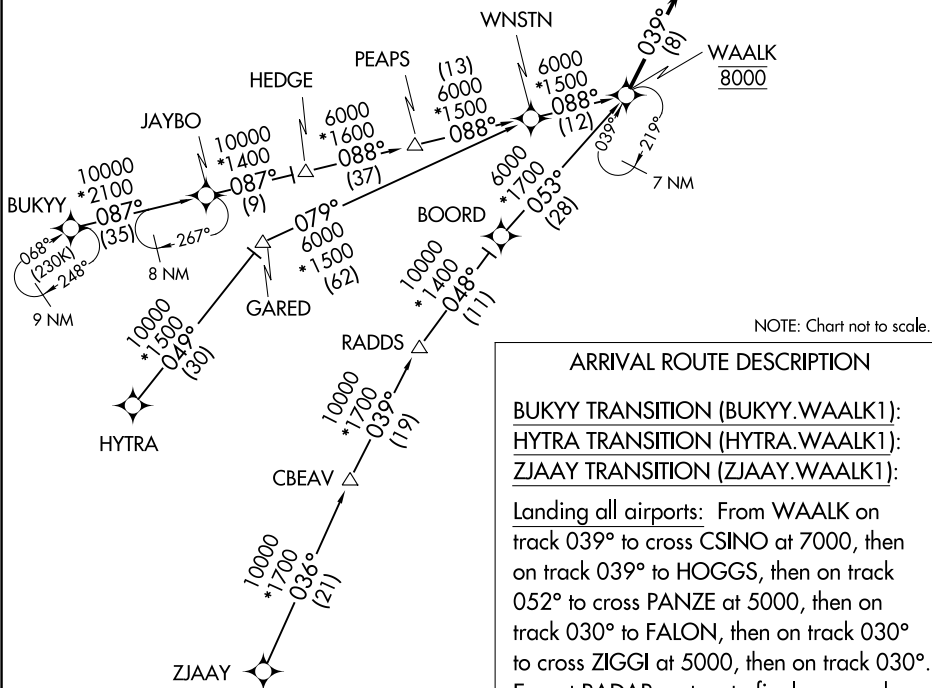 WNSTN
039°
(8)
WAALK
8000
PEAPS
HEDGE
JAYBO
BUKYY
10000
*2100
087°
(35)
10000
*1400
087°
(9)
6000
*1600
088°
(37)
(13)
6000
*1500
088°
6000
*1500
088°
(12)
039°
219°
7 NM
068°
(230K)
248°
9 NM
267°
8 NM
079°
6000
*1500
(62)
GARED
BOORD
6000
*1700
053°
(28)
10000
*1400
048°
(11)
10000
*1500
049°
(30)
HYTRA
RADDS
10000
*1700
039°
(19)
CBEAV
10000
*1700
036°
(21)
ZJAAY
NOTE: Chart not to scale.
ARRIVAL ROUTE DESCRIPTION
BUKYY TRANSITION (BUKYY.WAALK1):
HYTRA TRANSITION (HYTRA.WAALK1):
ZJAAY TRANSITION (ZJAAY.WAALK1):
Landing all airports: From WAALK on
track 039° to cross CSINO at 7000, then
on track 039° to HOGGS, then on track
052° to cross PANZE at 5000, then on
track 030° to FALON, then on track 030°
to cross ZIGGI at 5000, then on track 030°.